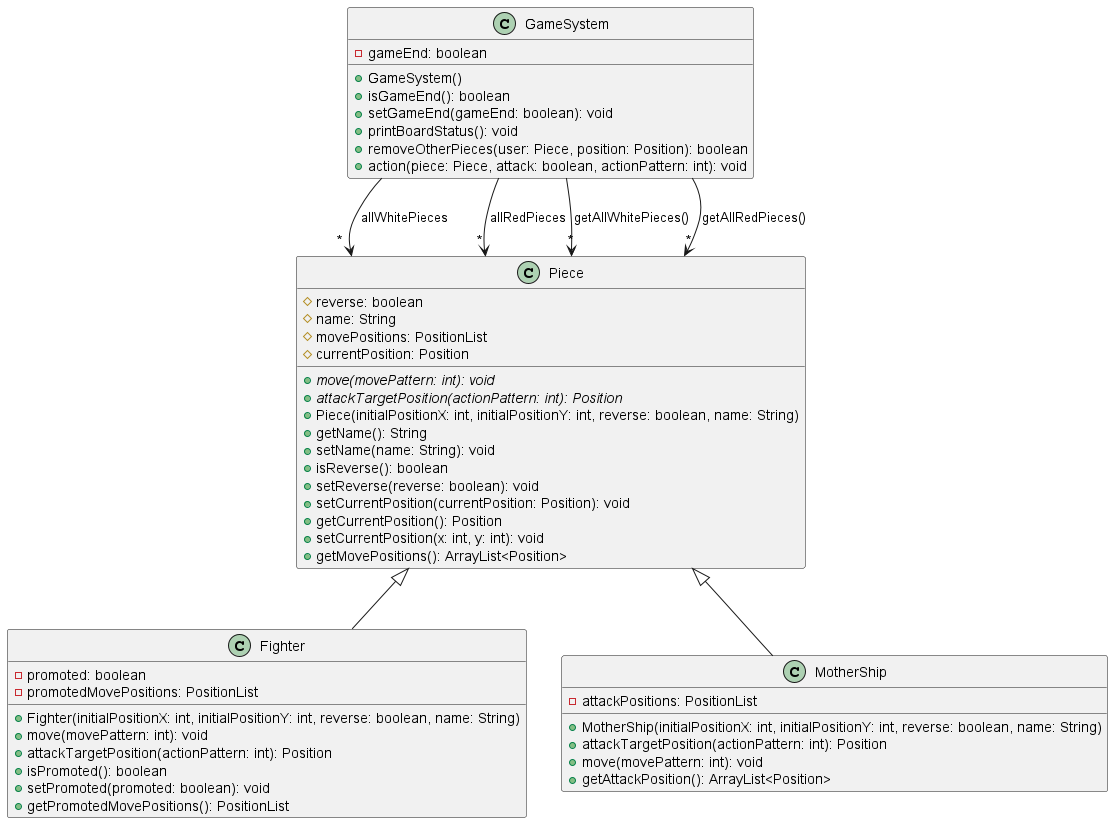 C GameSystem
gameEnd: boolean
GameSystem()
isGameEnd(): boolean
setGameEnd(gameEnd: boolean): void
printBoardStatus(): void
removeOtherPieces(user: Piece, position: Position): boolean
action(piece: Piece, attack: boolean, actionPattern: int): void
allWhitePieces
allRedPieces
getAllWhitePieces()
getAllRedPieces()
*
*
*
*
C Piece
reverse: boolean
name: String
movePositions: PositionList
currentPosition: Position
move(movePattern: int): void
attackTargetPosition(actionPattern: int): Position
Piece(initialPositionX: int, initialPositionY: int, reverse: boolean, name: String)
getName(): String
setName(name: String): void
isReverse(): boolean
setReverse(reverse: boolean): void
setCurrentPosition(currentPosition: Position): void
getCurrentPosition(): Position
setCurrentPosition(x: int, y: int): void
getMovePositions(): ArrayList<Position>
C Fighter
promoted: boolean
promotedMovePositions: PositionList
Fighter(initialPositionX: int, initialPositionY: int, reverse: boolean, name: String)
move(movePattern: int): void
attackTargetPosition(actionPattern: int): Position
isPromoted(): boolean
setPromoted(promoted: boolean): void
getPromotedMovePositions(): PositionList
C MotherShip
attackPositions: PositionList
MotherShip(initialPositionX: int, initialPositionY: int, reverse: boolean, name: String)
attackTargetPosition(actionPattern: int): Position
move(movePattern: int): void
getAttackPosition(): ArrayList<Position>